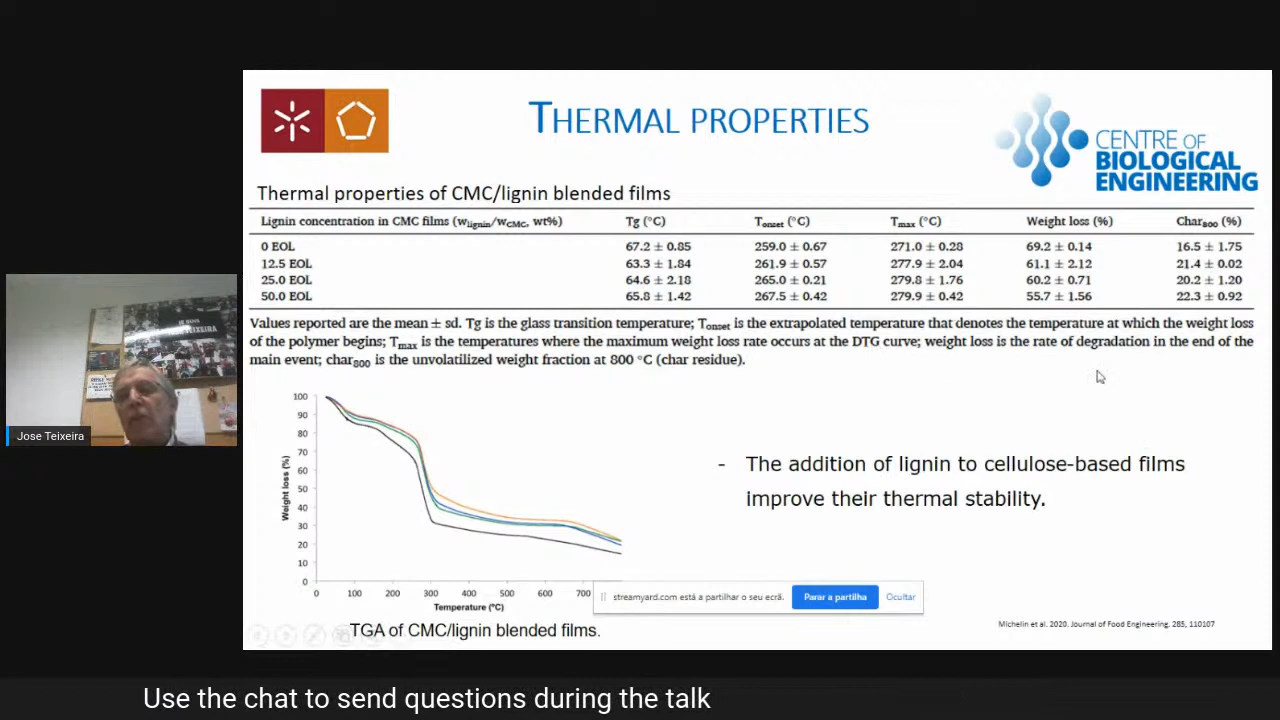 THERMAL PROPERTIES
CENTRE OF
BIOLOGICAL
ENGINEERING
Thermal properties of CMC/lignin blended films
Lignin concentration in CMC films (wlignin/wCMC, wt%) Tg (°C) Tonset (°C) Tmax (°C) Weight loss (%) Char800 (%)
0 EOL 67.2 ± 0.85 259.0 ± 0.67 271.0 ± 0.28 69.2 ± 0.14 16.5 ± 1.75
12.5 EOL 63.3 ± 1.84 261.9 ± 0.57 277.9 ± 2.04 61.1 ± 2.12 21.4 ± 0.02
25.0 EOL 64.6 ± 2.18 265.0 ± 0.21 279.8 ± 1.76 60.2 ± 0.71 20.2 ± 1.20
50.0 EOL 65.8 ± 1.42 267.5 ± 0.42 279.9 ± 0.42 55.7 ± 1.56 22.3 ± 0.92
Values reported are the mean ± sd. Tg is the glass transition temperature; Tonset is the extrapolated temperature that denotes the temperature at which the weight loss
of the polymer begins; Tmax is the temperatures where the maximum weight loss rate occurs at the DTG curve; weight loss is the rate of degradation in the end of the
main event; char800 is the unvolatilized weight fraction at 800 °C (char residue).
TEIXEIRA
Jose Teixeira
100
90
80
70
60
50
40
30
20
10
0
Weight loss (%)
0 100 200 300 400 500 600 700
Temperature (ºC)
TGA of CMC/lignin blended films.
- The addition of lignin to cellulose-based films
improve their thermal stability.
streamyard.com está a partilhar o seu ecrã. Parar a partilha Ocultar
Michelin et al. 2020. Journal of Food Engineering. 285, 110107
Use the chat to send questions during the talk